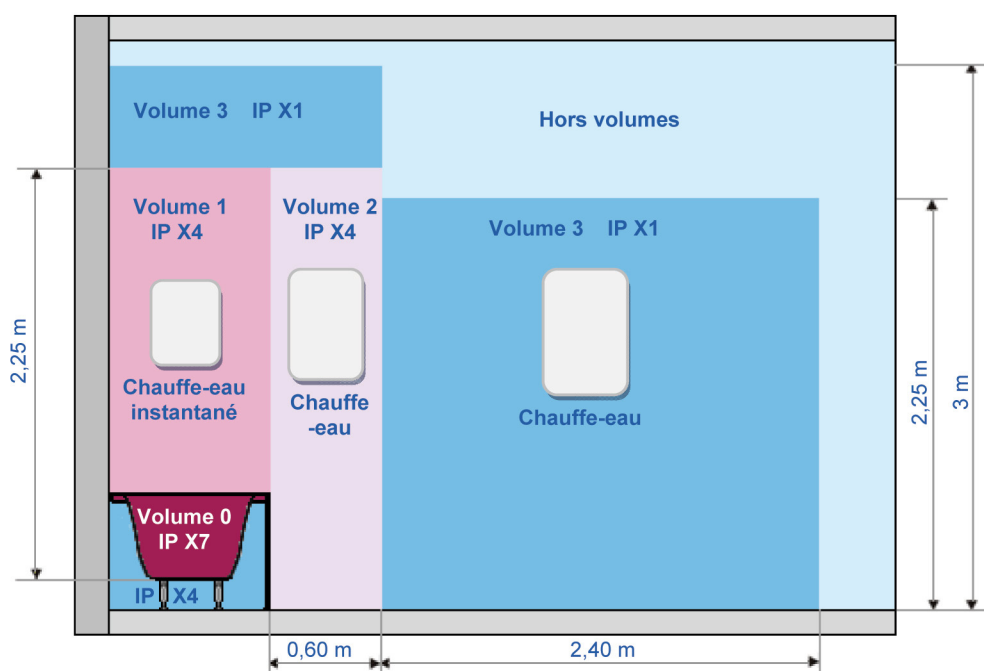 Volume 3 IP X1
Hors volumes
Volume 1
IP X4
Volume 2
IP X4
Volume 3 IP X1
2,25 m
Chauffe-eau
instantané
Chauffe
-eau
Chauffe-eau
2,25 m
3 m
Volume 0
IP X7
IP X4
0,60 m
2,40 m